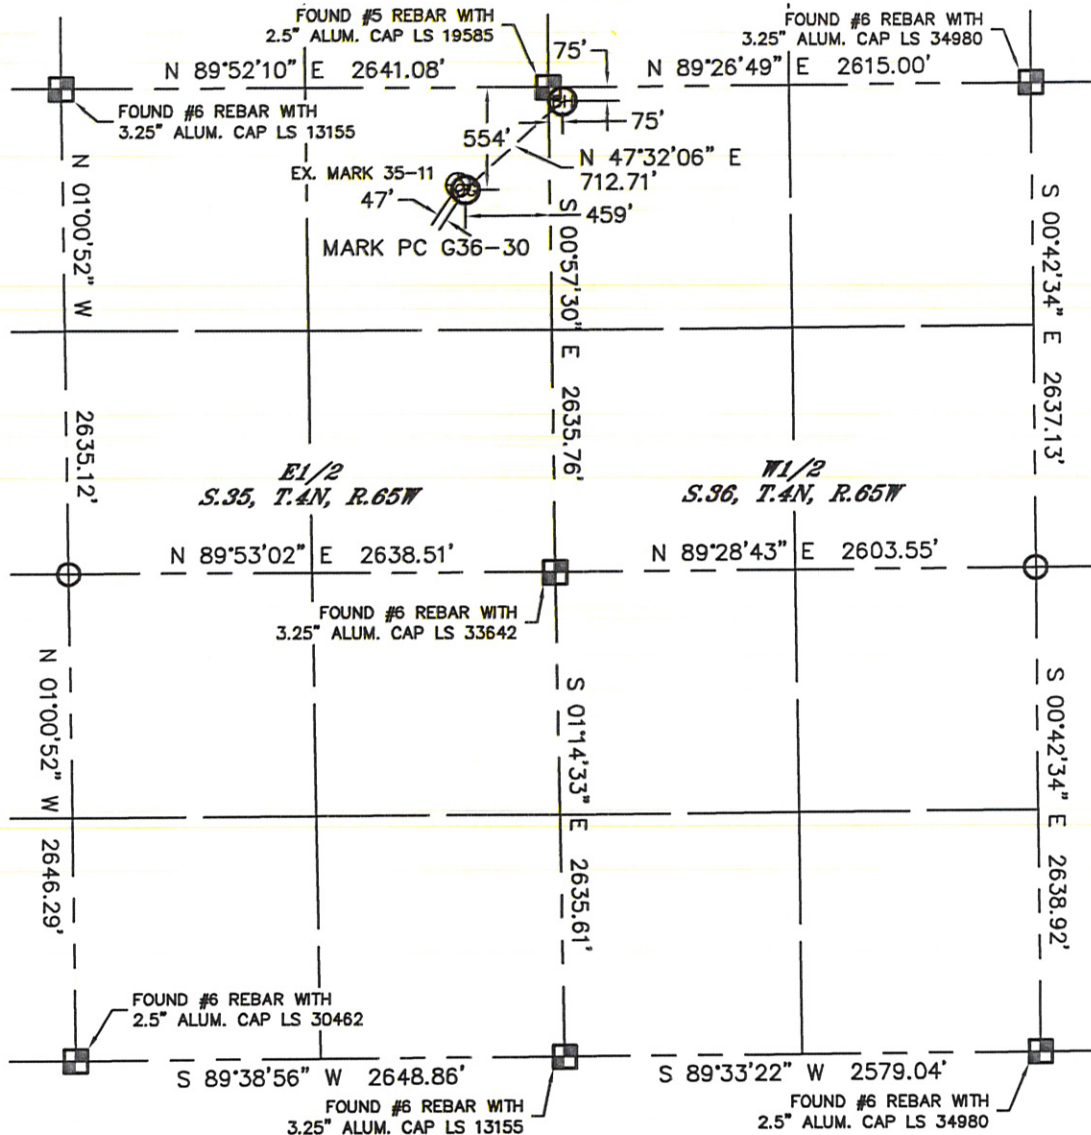 FOUND #5 REBAR WITH
2.5" ALUM. CAP LS 19585
FOUND #6 REBAR WITH
3.25" ALUM. CAP LS 34980
75'
N 89°52'10" E 2641.08'
N 89°26'49" E 2615.00'
BH
75'
FOUND #6 REBAR WITH
3.25" ALUM. CAP LS 13155
554'
N 47°32'06" E
712.71'
EX. MARK 35-11
47'
459'
MARK PC G36-30
N 01°00'52" W 2635.12'
S 00°57'30" E 2635.76'
S 00°42'34" E 2637.13'
E1/2
S.35, T.4N, R.65W
W1/2
S.36, T.4N, R.65W
N 89°53'02" E 2638.51'
N 89°28'43" E 2603.55'
FOUND #6 REBAR WITH
3.25" ALUM. CAP LS 33642
N 01°00'52" W 2646.29'
S 01°14'33" E 2635.61'
S 00°42'34" E 2638.92'
FOUND #6 REBAR WITH
2.5" ALUM. CAP LS 30462
S 89°38'56" W 2648.86'
S 89°33'22" W 2579.04'
FOUND #6 REBAR WITH
3.25" ALUM. CAP LS 13155
FOUND #6 REBAR WITH
2.5" ALUM. CAP LS 34980